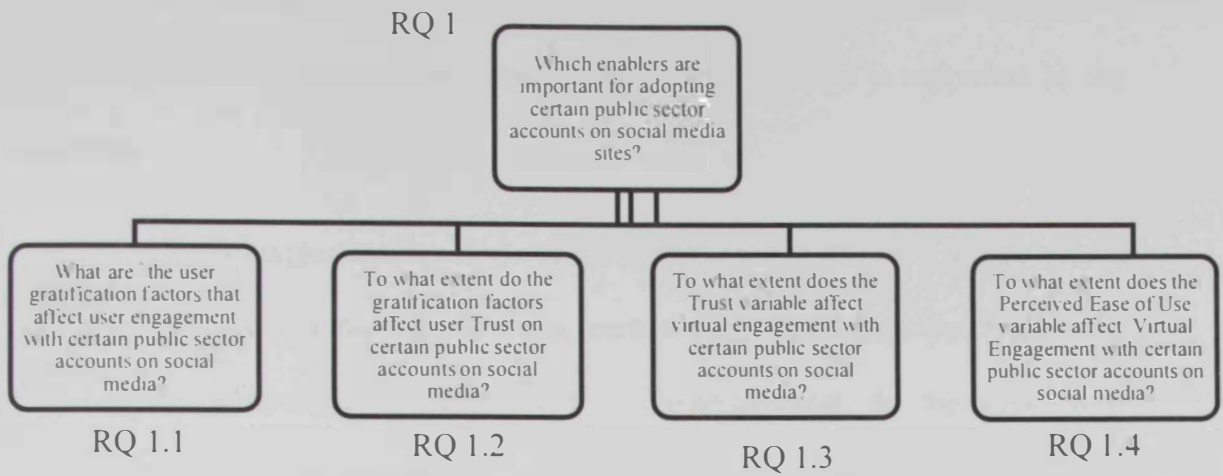 RQ 1
Which enablers are
important for adopting
certain public sector
accounts on social media
sites?
What are the user
gratification factors that
affect user engagement
with certain public sector
accounts on social
media?
RQ 1.1
To what extent do the
gratification factors
affect user Trust on
certain public sector
accounts on social
media?
RQ 1.2
To what extent does the
Trust variable affect
virtual engagement with
certain public sector
accounts on social
media?
RQ 1.3
To what extent does the
Perceived Ease of Use
variable affect Virtual
Engagement with certain
public sector accounts on
social media?
RQ 1.4